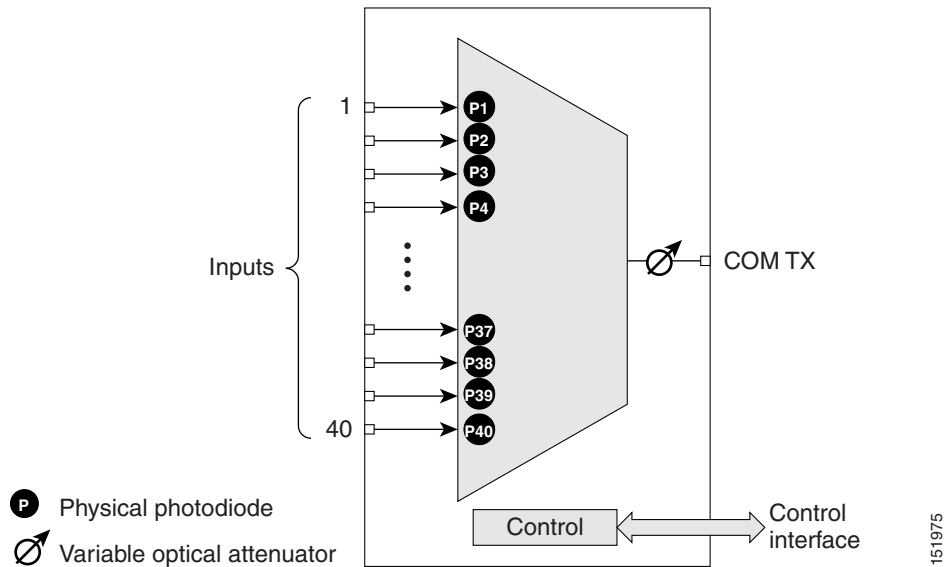 1
P1
P2
P3
P4
Inputs
COM TX
P37
P38
P39
40
P40
P Physical photodiode
Variable optical attenuator
Control
Control
interface
151975